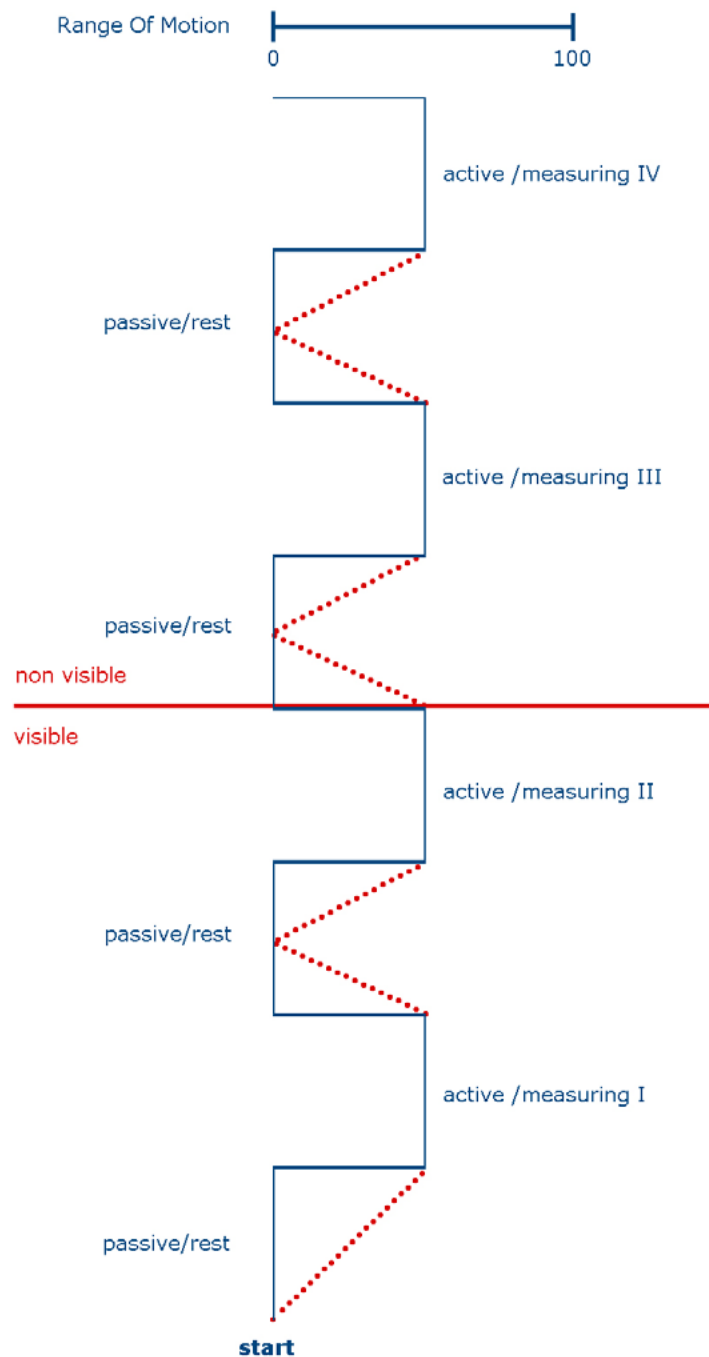 Range Of Motion
0 100
active /measuring IV
passive/rest
active /measuring III
passive/rest
non visible
visible
active /measuring II
passive/rest
active /measuring I
passive/rest
start